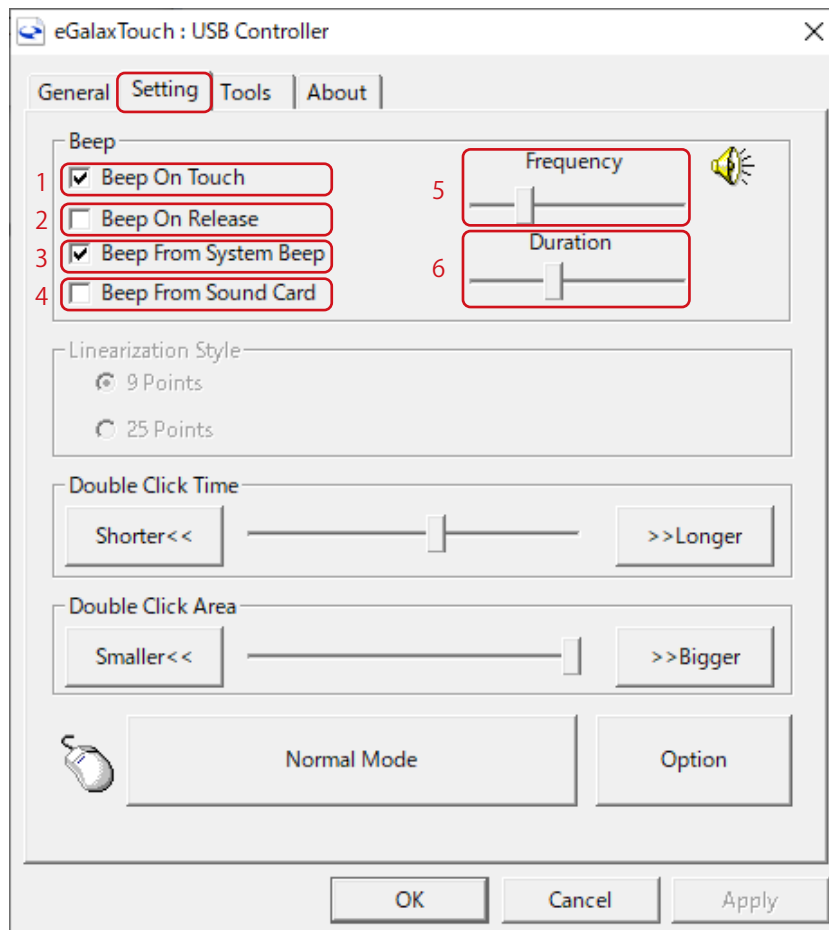 eGalaxTouch : USB Controller
General Setting Tools About
Beep
1 Beep On Touch
2 Beep On Release
3 Beep From System Beep
4 Beep From Sound Card
5 Frequency
6 Duration
Linearization Style
9 Points
25 Points
Double Click Time
Shorter<< >>Longer
Double Click Area
Smaller<< >>Bigger
Normal Mode Option
OK Cancel Apply